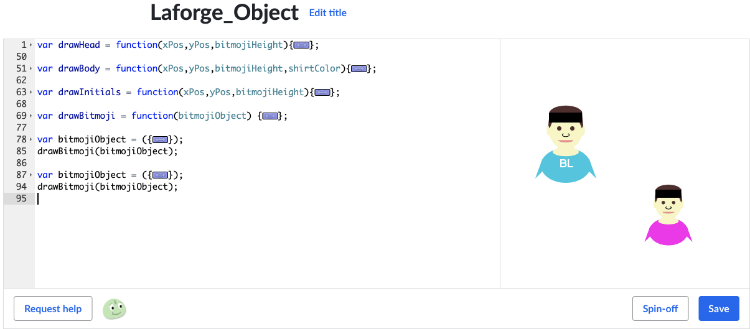 Laforge_Object Edit title
1 var drawHead = function(xPos,yPos,bitmojiHeight){};
50
51 var drawBody = function(xPos,yPos,bitmojiHeight,shirtColor){};
62
63 var drawInitials = function(xPos,yPos,bitmojiHeight){};
68
69 var drawBitmoji = function(bitmojiObject) {};
77
78 var bitmojiObject = ({});
85 drawBitmoji(bitmojiObject);
86
87 var bitmojiObject = ({});
94 drawBitmoji(bitmojiObject);
95
BL
Request help Spin-off Save